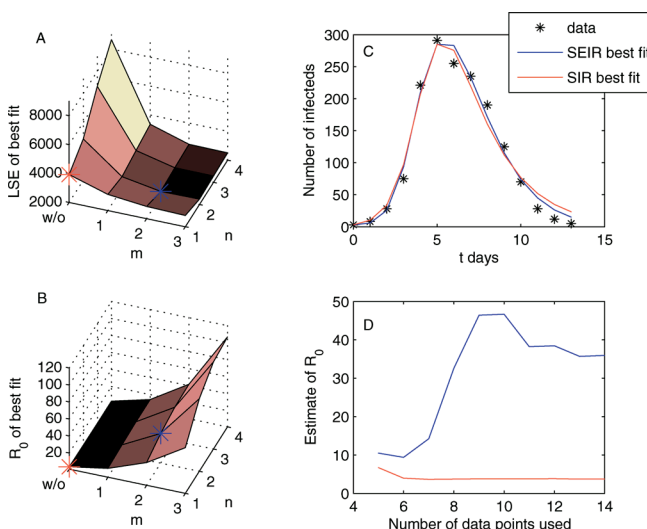 A
8000
6000
4000
2000
LSE of best fit
w/o
1
2
3
m
1
2
3
4
n
C
300
250
200
150
100
50
0
Number of infecteds
0
5
10
15
t days
data
SEIR best fit
SIR best fit
B
120
100
80
60
40
20
R0 of best fit
w/o
1
2
3
m
1
2
3
4
n
D
50
40
30
20
10
0
Estimate of R0
4
6
8
10
12
14
Number of data points used